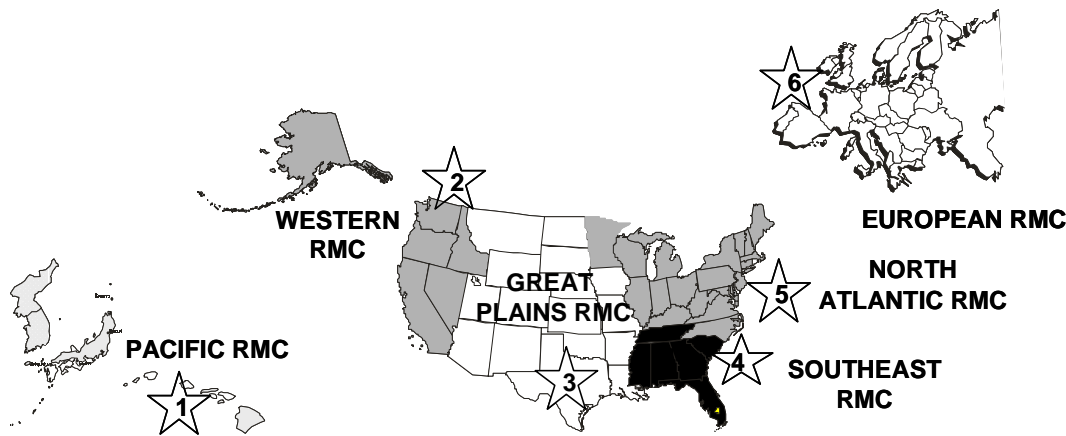 6
2
WESTERN
RMC
EUROPEAN RMC
GREAT
PLAINS RMC
5
NORTH
ATLANTIC RMC
PACIFIC RMC
1
3
4
SOUTHEAST
RMC